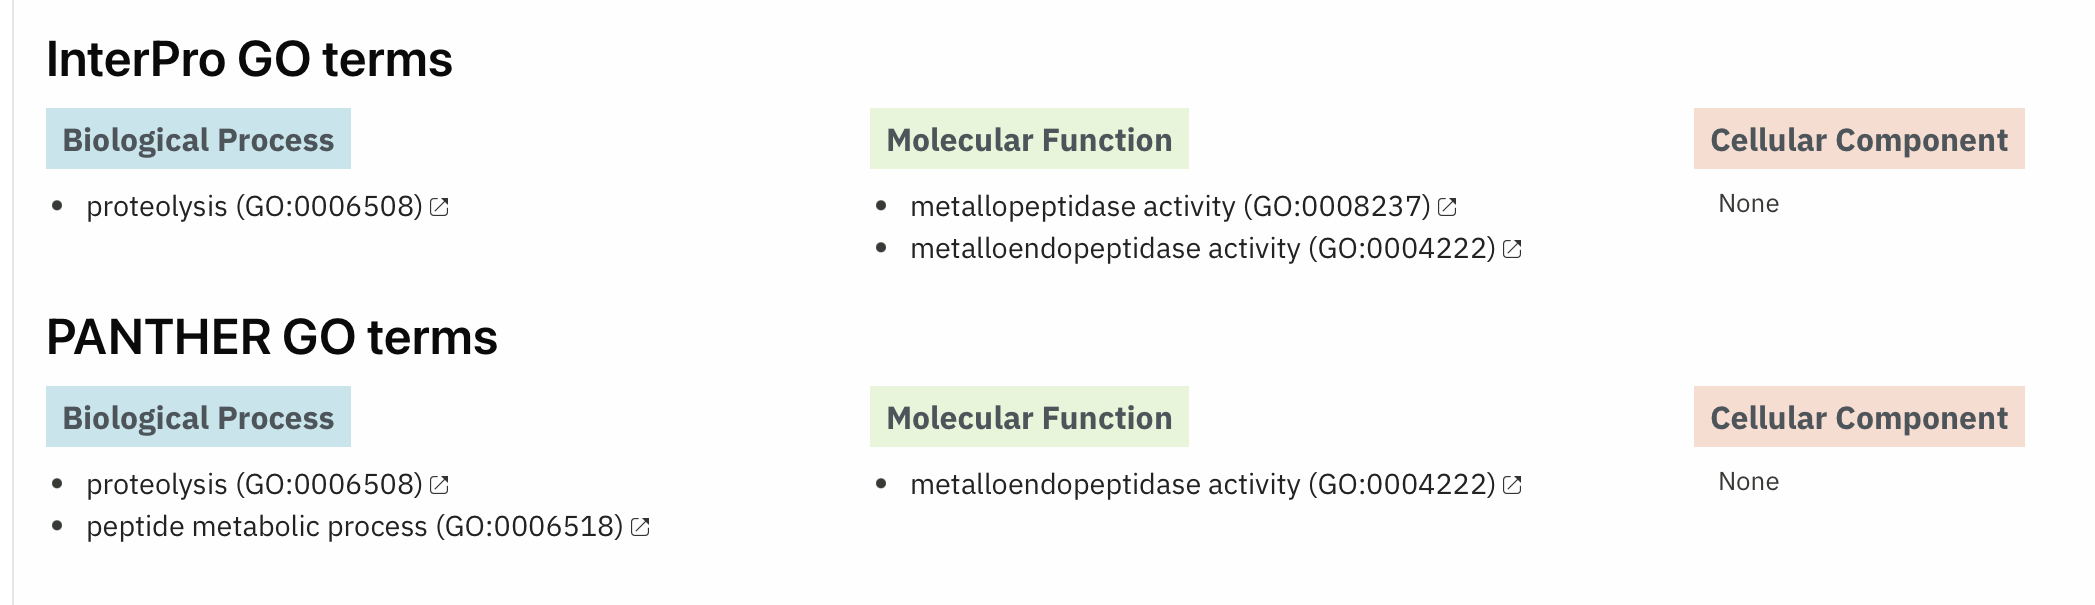 InterPro GO terms
Biological Process
proteolysis (GO:0006508)
Molecular Function
metallopeptidase activity (GO:0008237)
metalloendopeptidase activity (GO:0004222)
Cellular Component
None
PANTHER GO terms
Biological Process
proteolysis (GO:0006508)
peptide metabolic process (GO:0006518)
Molecular Function
metalloendopeptidase activity (GO:0004222)
Cellular Component
None